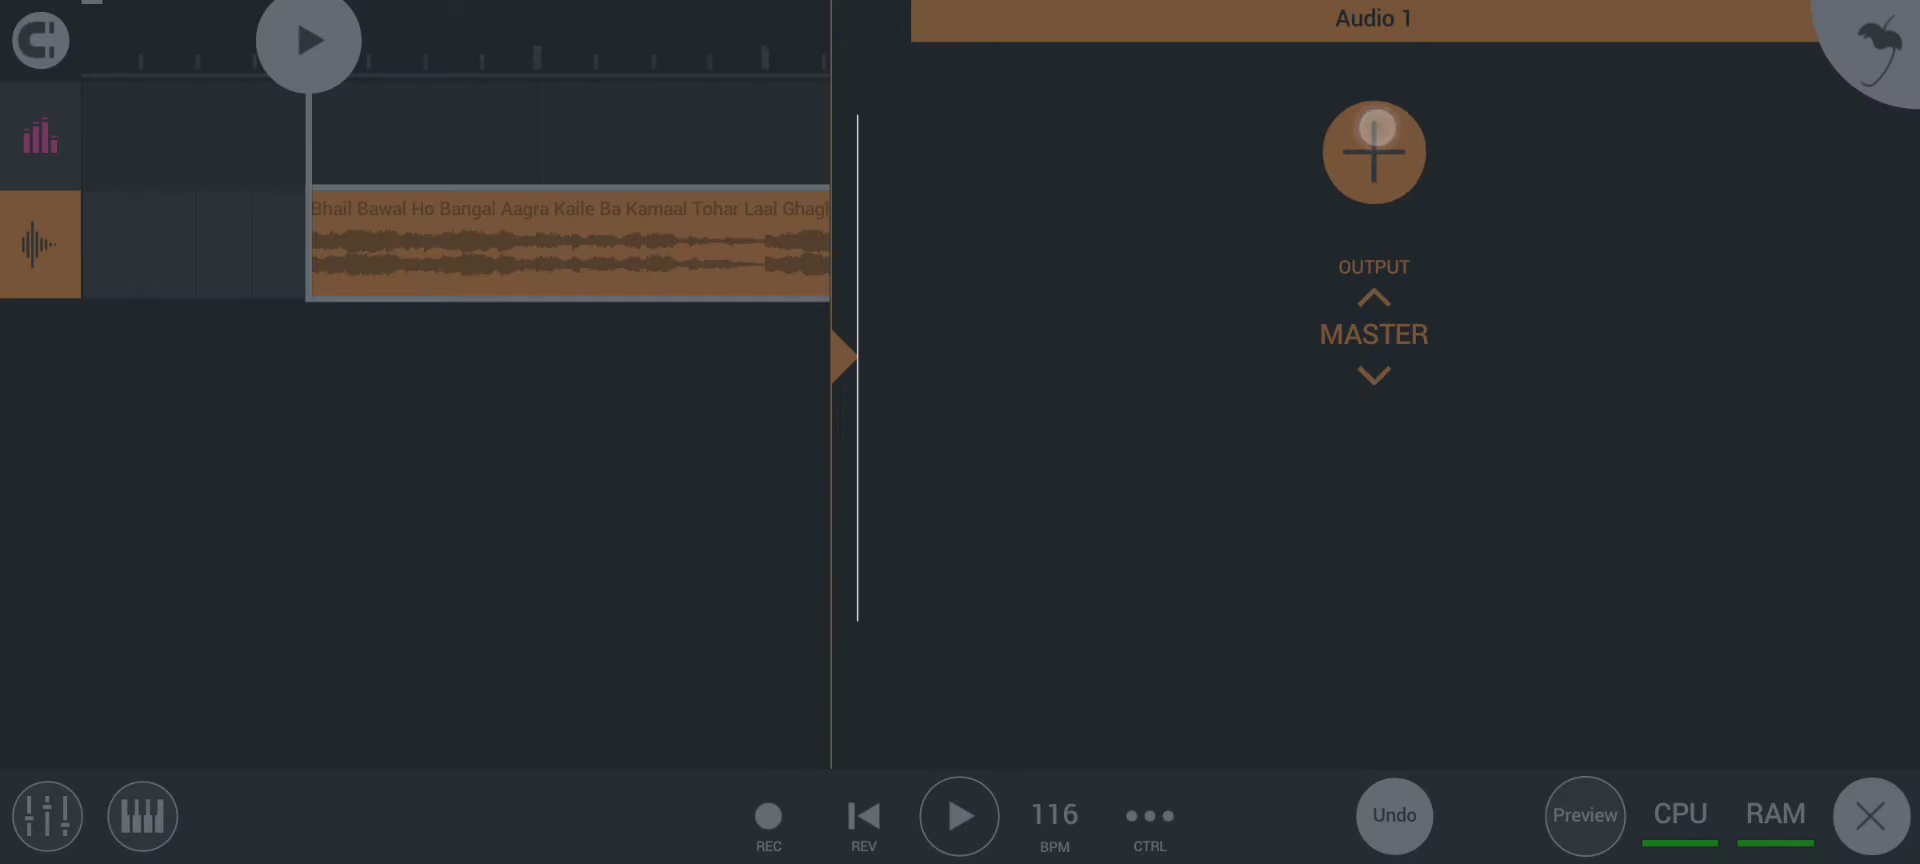 Audio 1
Bhail Bawal Ho Bangal Aagra Kaile Ba Kamaal Tohar Laal Ghagl
OUTPUT
MASTER
REC
REV
116
BPM
CTRL
Undo
Preview
CPU
RAM